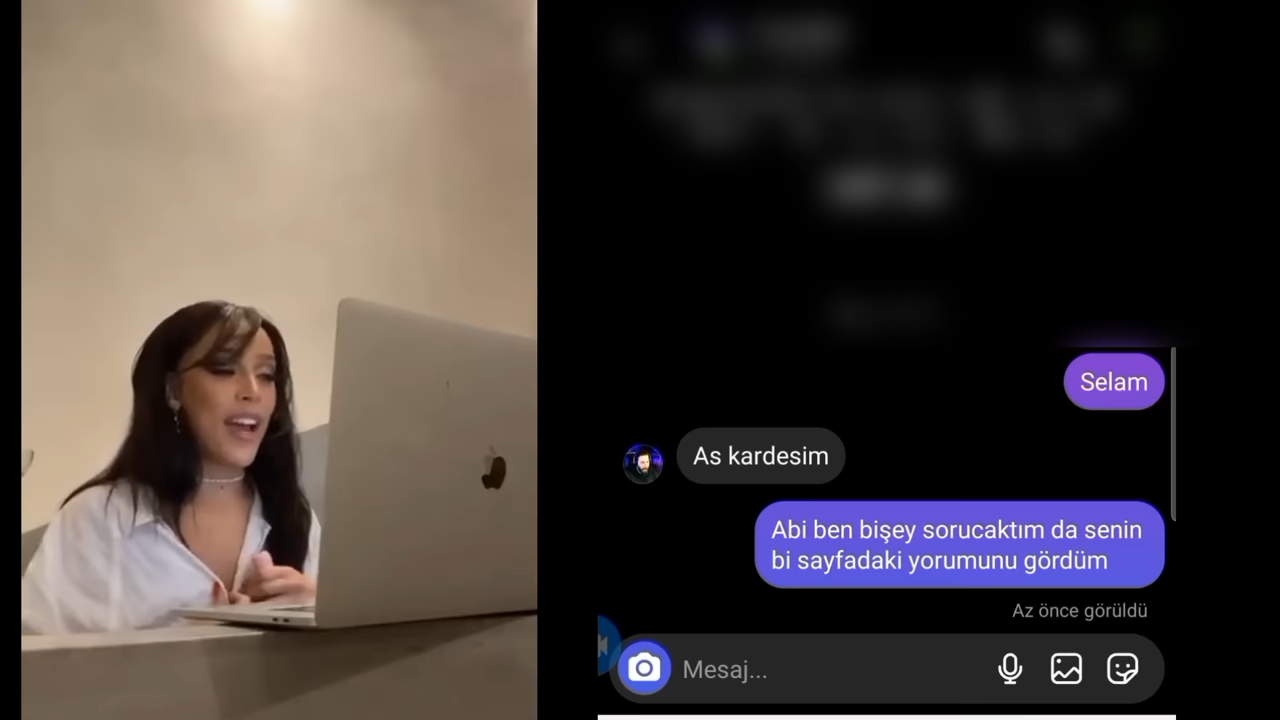 Selam
As kardesim
Abi ben bişey sorucaktım da senin
bi sayfadaki yorumunu gördüm
Az önce görüldü
Mesaj...